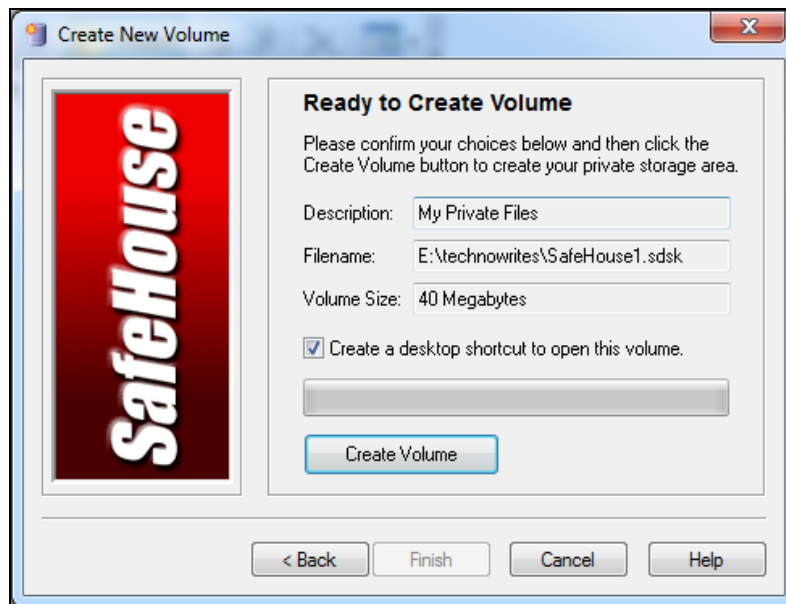 Create New Volume
SafeHouse
Ready to Create Volume
Please confirm your choices below and then click the
Create Volume button to create your private storage area.
Description: My Private Files
Filename: E:\technowrites\SafeHouse1.sdsk
Volume Size: 40 Megabytes
Create a desktop shortcut to open this volume.
Create Volume
< Back Finish Cancel Help